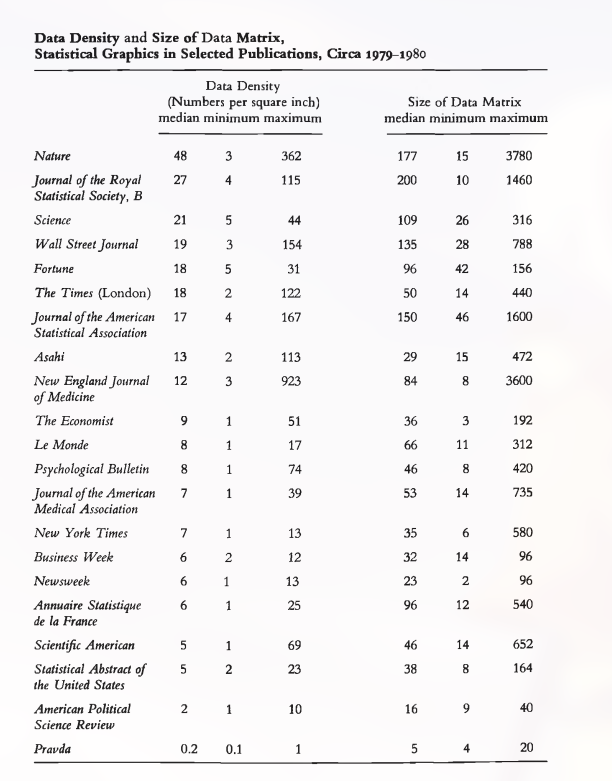 Data Density and Size of Data Matrix,
Statistical Graphics in Selected Publications, Circa 1979–1980
Data Density
(Numbers per square inch) Size of Data Matrix
median minimum maximum median minimum maximum
Nature 48 3 362 177 15 3780
Journal of the Royal 27 4 115 200 10 1460
Statistical Society, B
Science 21 5 44 109 26 316
Wall Street Journal 19 3 154 135 28 788
Fortune 18 5 31 96 42 156
The Times (London) 18 2 122 50 14 440
Journal of the American 17 4 167 150 46 1600
Statistical Association
Asahi 13 2 113 29 15 472
New England Journal 12 3 923 84 8 3600
of Medicine
The Economist 9 1 51 36 3 192
Le Monde 8 1 17 66 11 312
Psychological Bulletin 8 1 74 46 8 420
Journal of the American 7 1 39 53 14 735
Medical Association
New York Times 7 1 13 35 6 580
Business Week 6 2 12 32 14 96
Newsweek 6 1 13 23 2 96
Annuaire Statistique 6 1 25 96 12 540
de la France
Scientific American 5 1 69 46 14 652
Statistical Abstract of 5 2 23 38 8 164
the United States
American Political 2 1 10 16 9 40
Science Review
Pravda 0.2 0.1 1 5 4 20